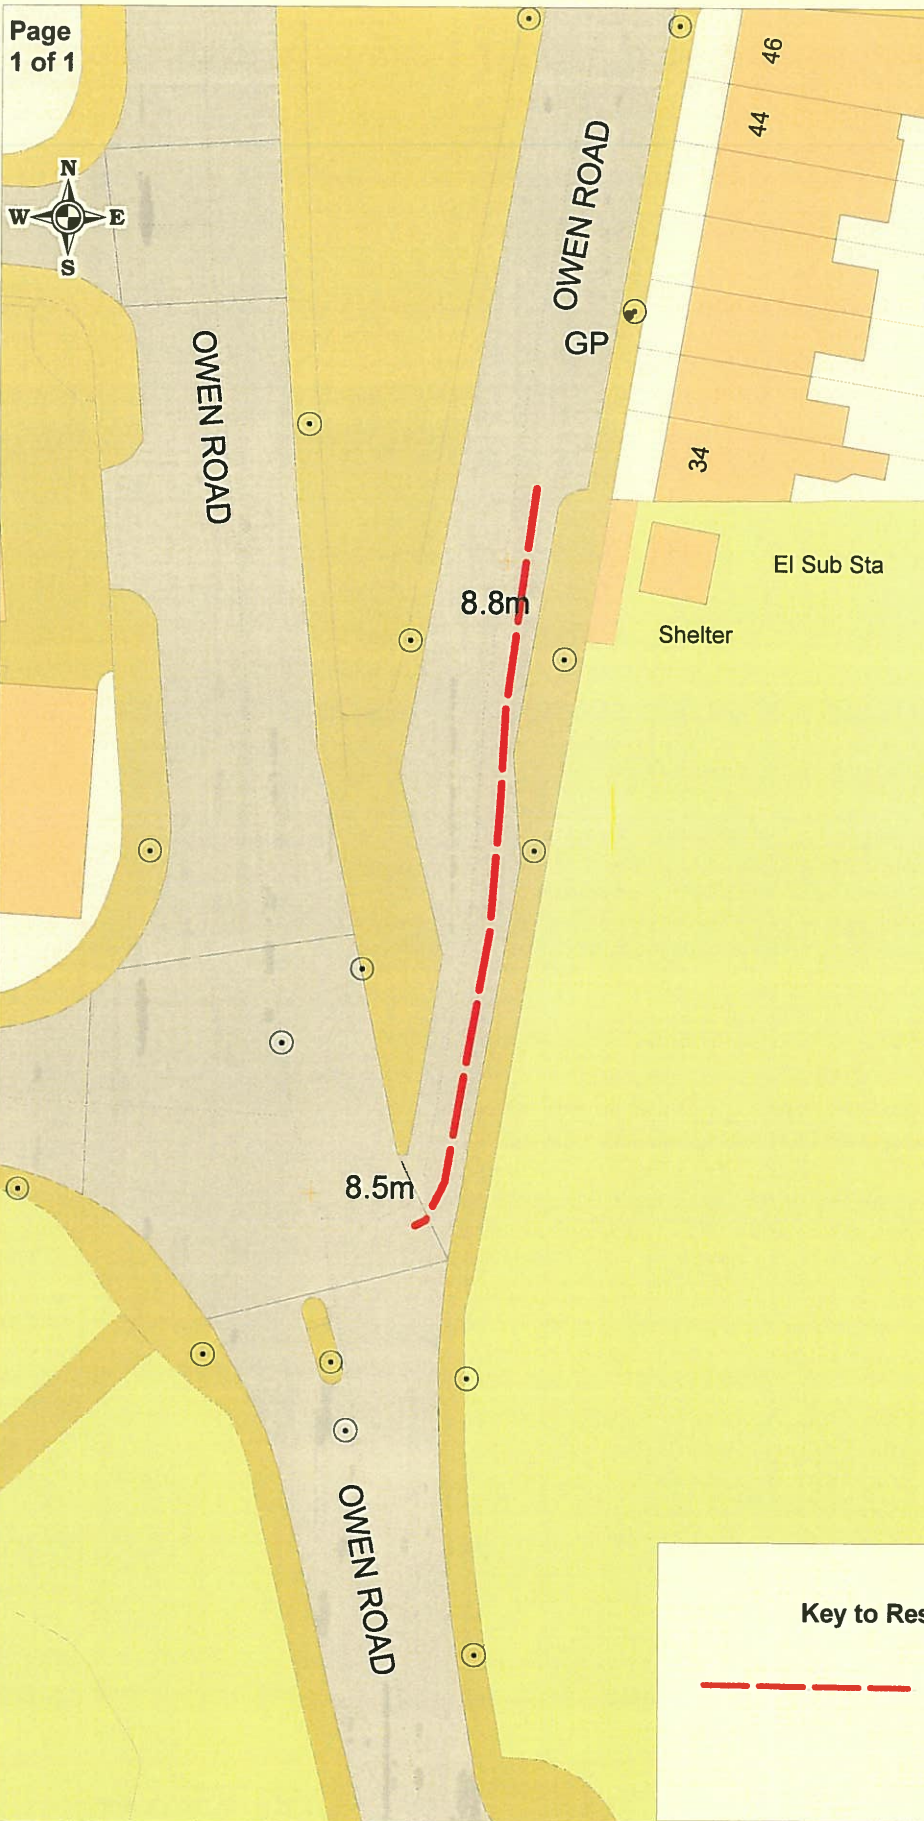 Page
1 of 1
N
W E
S
46
44
OWEN ROAD
GP
OWEN ROAD
34
El Sub Sta
8.8m
Shelter
8.5m
OWEN ROAD
Key to Res